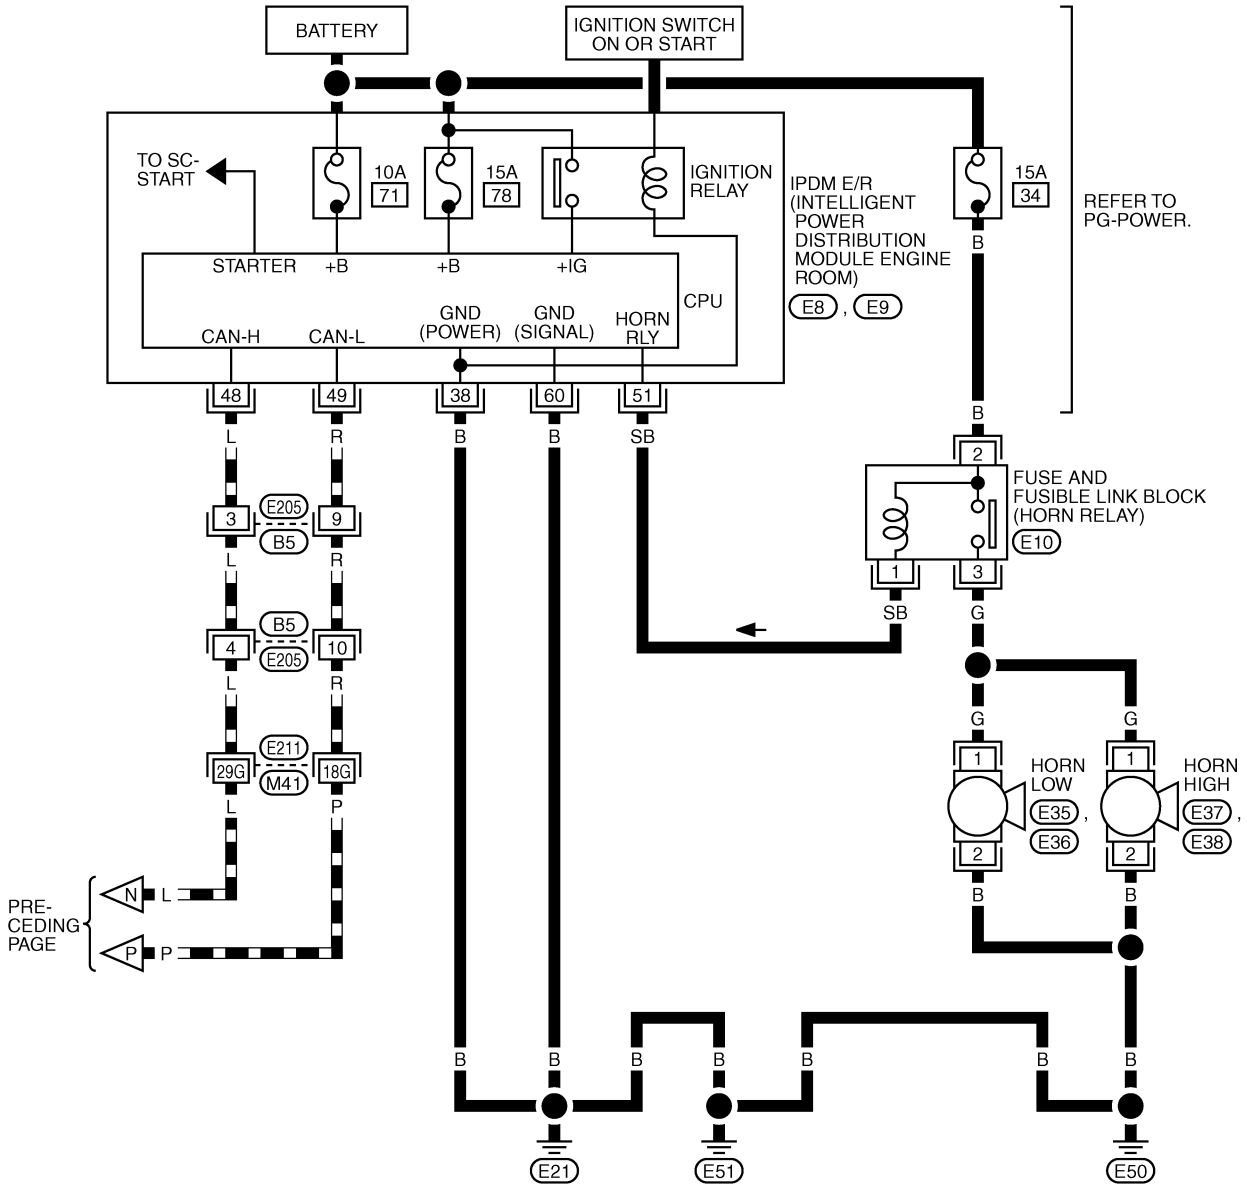 BATTERY
IGNITION SWITCH
ON OR START
TO SC-
START
10A
71
15A
78
IGNITION
RELAY
IPDM E/R
(INTELLIGENT
POWER
DISTRIBUTION
MODULE ENGINE
ROOM)
E8 , E9
15A
34
REFER TO
PG-POWER.
B
STARTER +B +B +IG
CPU
CAN-H CAN-L
GND
(POWER)
GND
(SIGNAL)
HORN
RLY
48 49 38 60 51
L R B B SB
B
2
FUSE AND
FUSIBLE LINK BLOCK
(HORN RELAY)
E10
1 3
SB G
3 E205 9
B5
L R
4 B5 10
E205
L R
29G E211 18G
M41
L P
G G
1 1
HORN
LOW
E35 ,
E36
HORN
HIGH
E37 ,
E38
2 2
B B
PRE-
CEDING
PAGE
N L
P P
B B B B B B B
E21 E51 E50